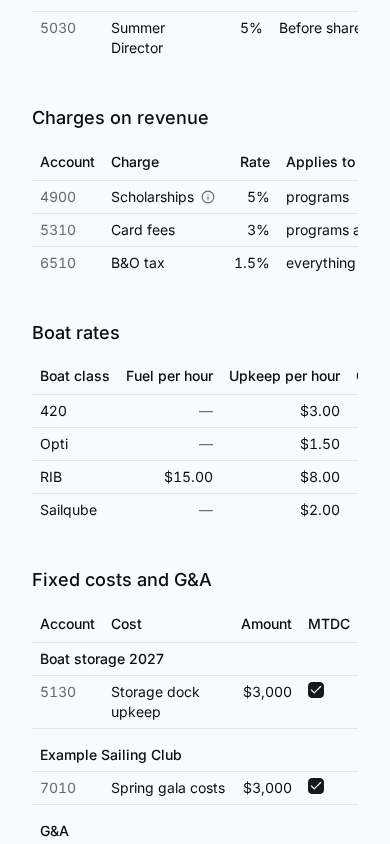 5030 Summer 5% Before share
Director
Charges on revenue
Account Charge Rate Applies to
4900 Scholarships 5% programs
5310 Card fees 3% programs a
6510 B&O tax 1.5% everything
Boat rates
Boat class Fuel per hour Upkeep per hour
420 — $3.00
Opti — $1.50
RIB $15.00 $8.00
Sailqube — $2.00
Fixed costs and G&A
Account Cost Amount MTDC
Boat storage 2027
5130 Storage dock $3,000
upkeep
Example Sailing Club
7010 Spring gala costs $3,000
G&A